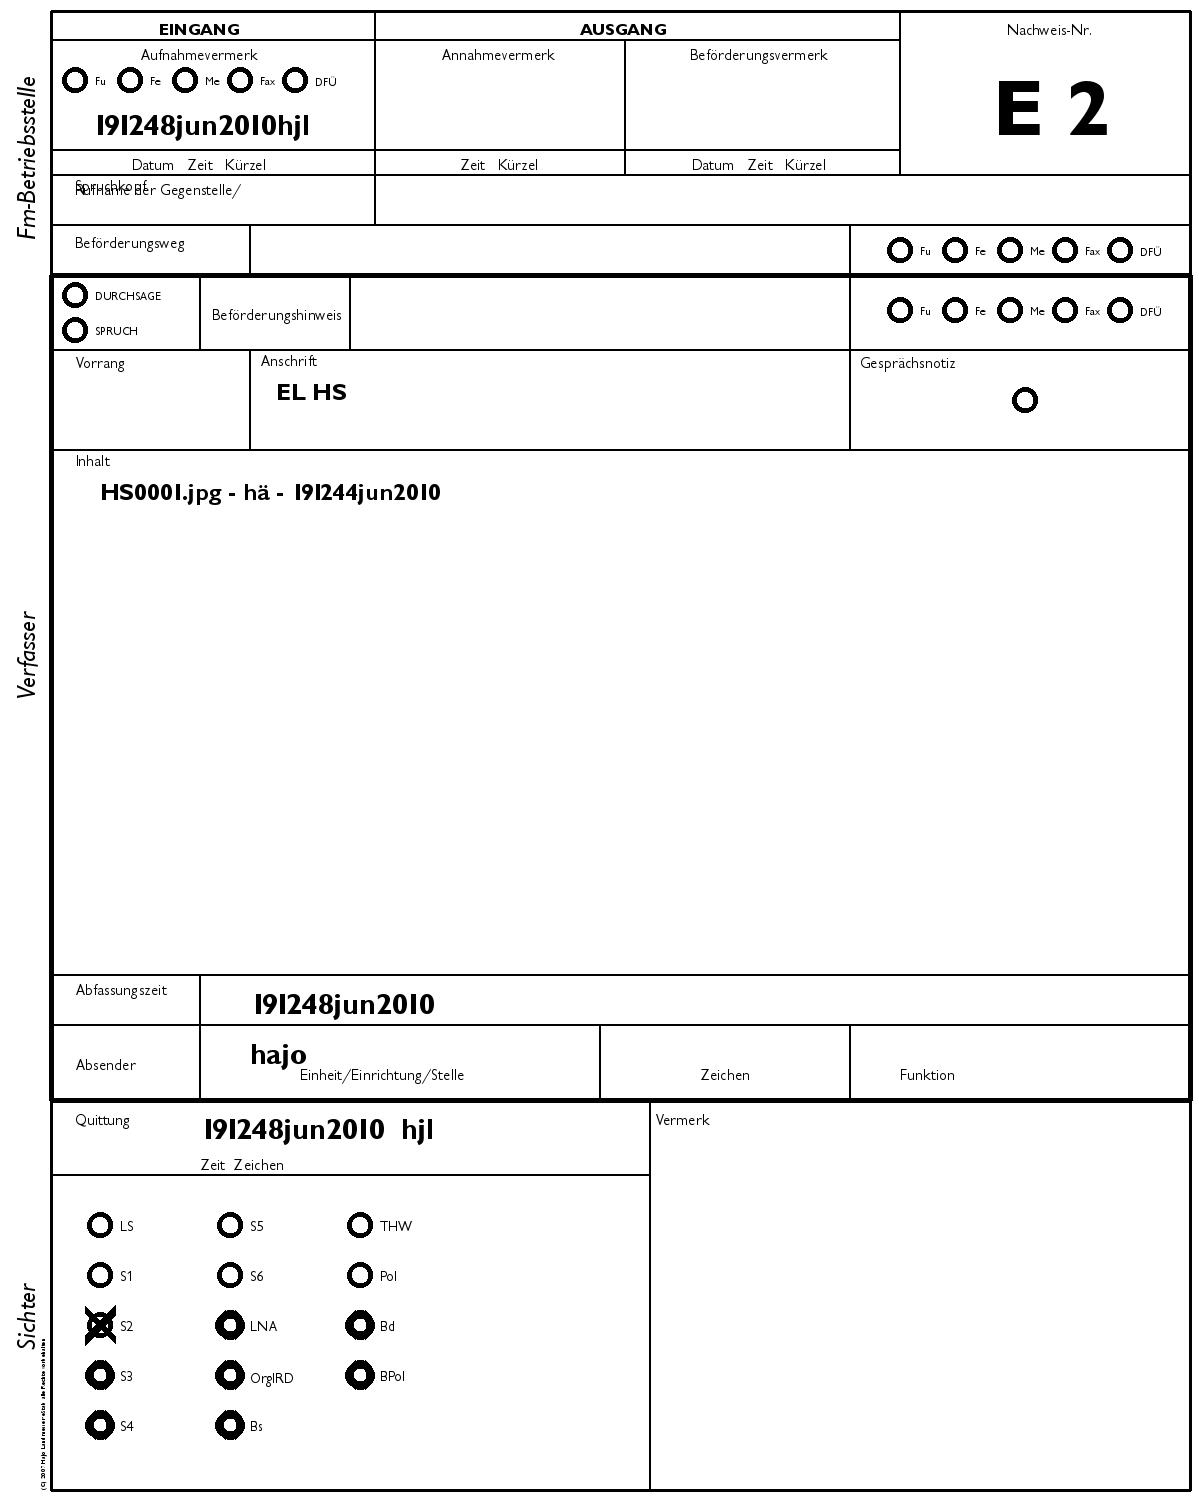 EINGANG
AUSGANG
Nachweis-Nr.
Aufnahmevermerk
Annahmevermerk
Beförderungsvermerk
Fu Fe Me Fax DFÜ
E 2
191248jun2010hjl
Datum Zeit Kürzel
Zeit Kürzel
Datum Zeit Kürzel
Fm-Betriebsstelle
Spruchkopf
Rufname der Gegenstelle/
Beförderungsweg
Fu Fe Me Fax DFÜ
DURCHSAGE
SPRUCH
Beförderungshinweis
Fu Fe Me Fax DFÜ
Vorrang
Anschrift
EL HS
Gesprächsnotiz
Inhalt
HS0001.jpg - hä - 191244jun2010
Verfasser
Abfassungszeit
191248jun2010
Absender
hajo
Einheit/Einrichtung/Stelle
Zeichen
Funktion
Quittung
191248jun2010 hjl
Zeit Zeichen
Vermerk
LS S5 THW
S1 S6 Pol
S2 LNA Bd
S3 OrglRD BPol
S4 Bs
Sichter
(C) 2007 Hajo